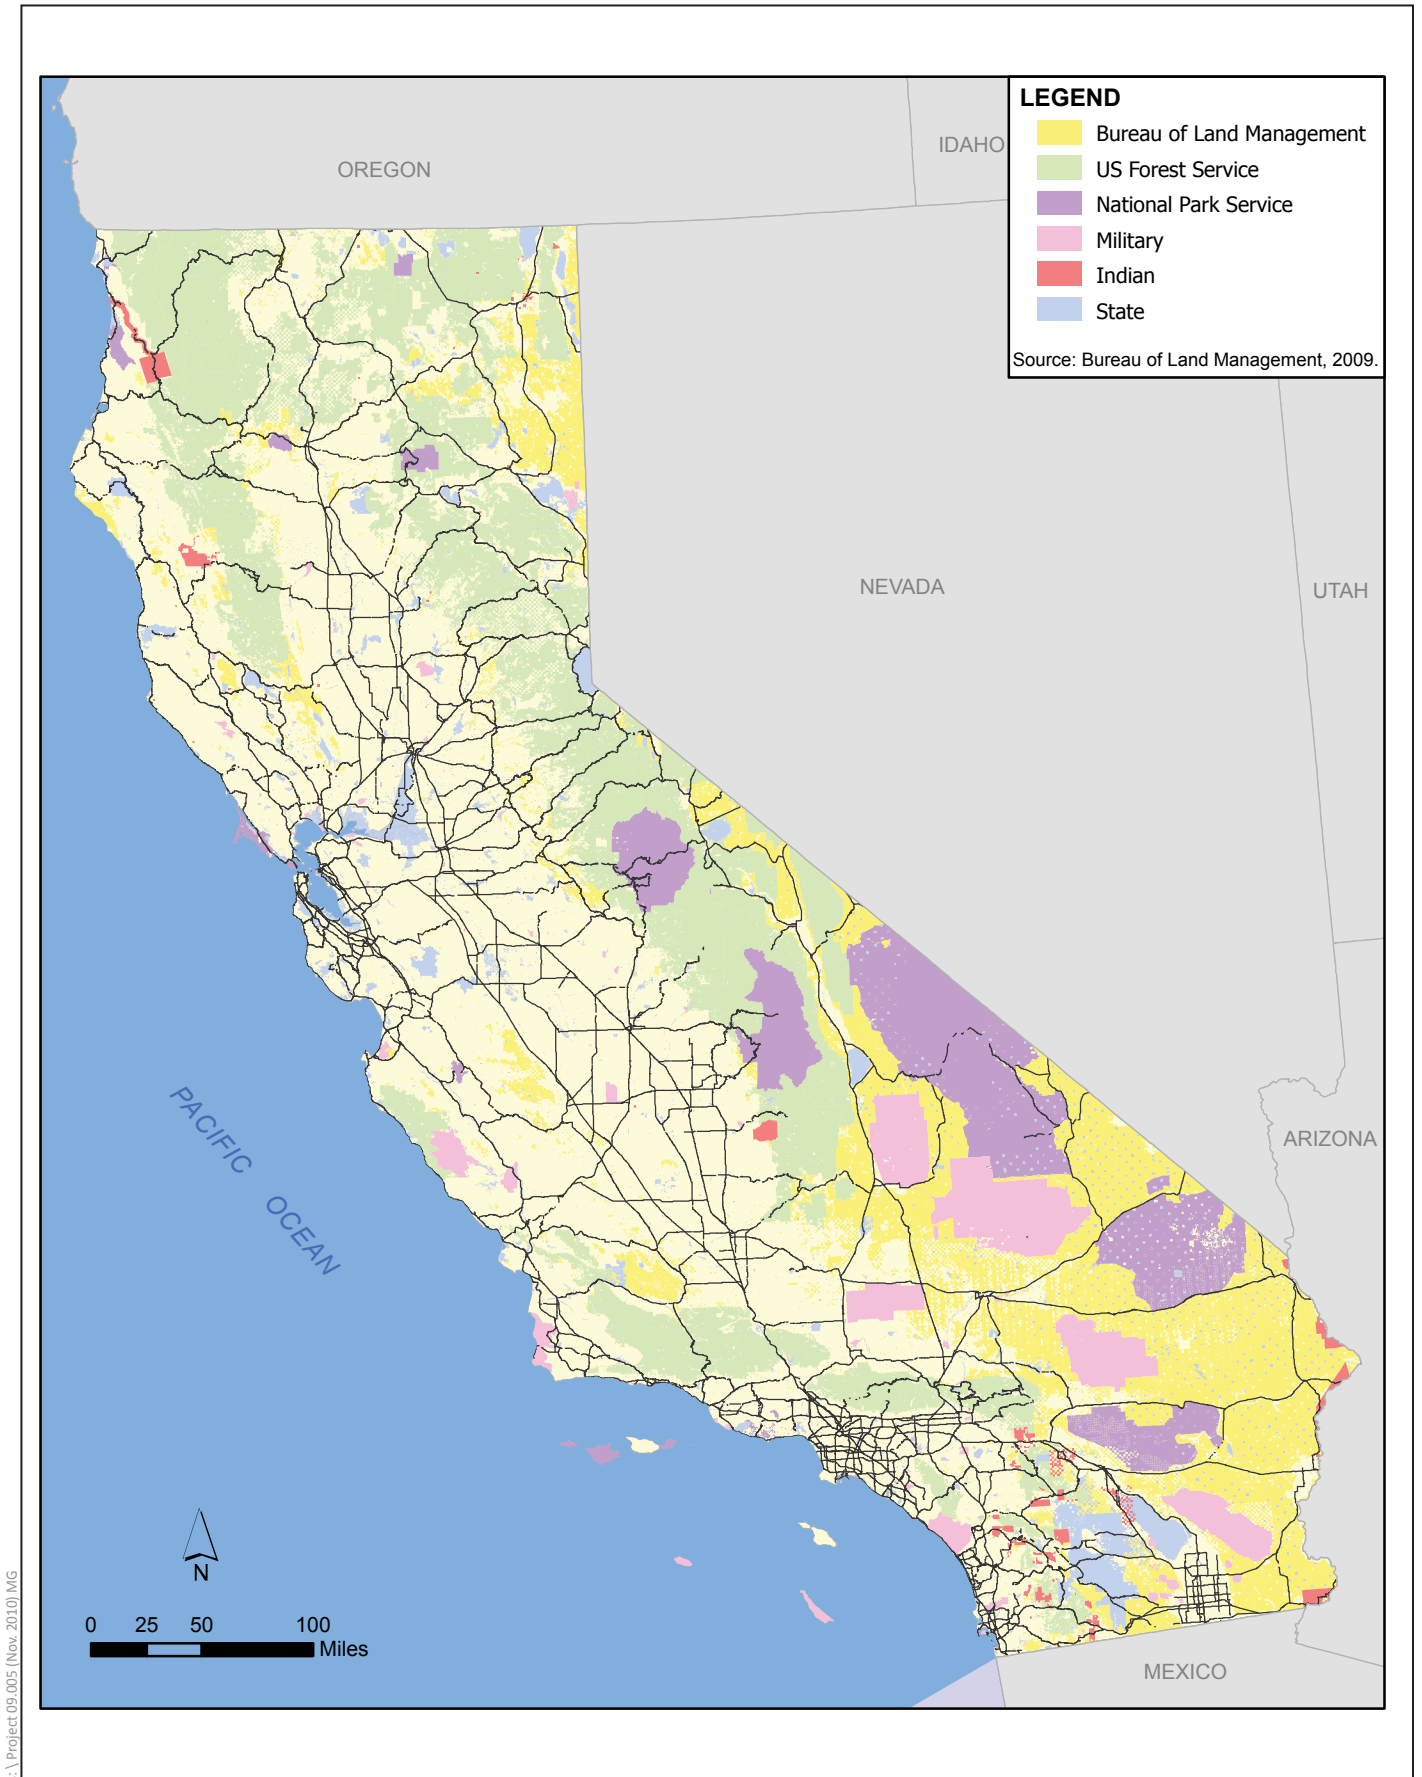 LEGEND
Bureau of Land Management
US Forest Service
National Park Service
Military
Indian
State
Source: Bureau of Land Management, 2009.
OREGON
IDAHO
NEVADA
UTAH
ARIZONA
PACIFIC OCEAN
MEXICO
N
0 25 50 100
Miles
:\ Project 09.005 (Nov. 2010) MG